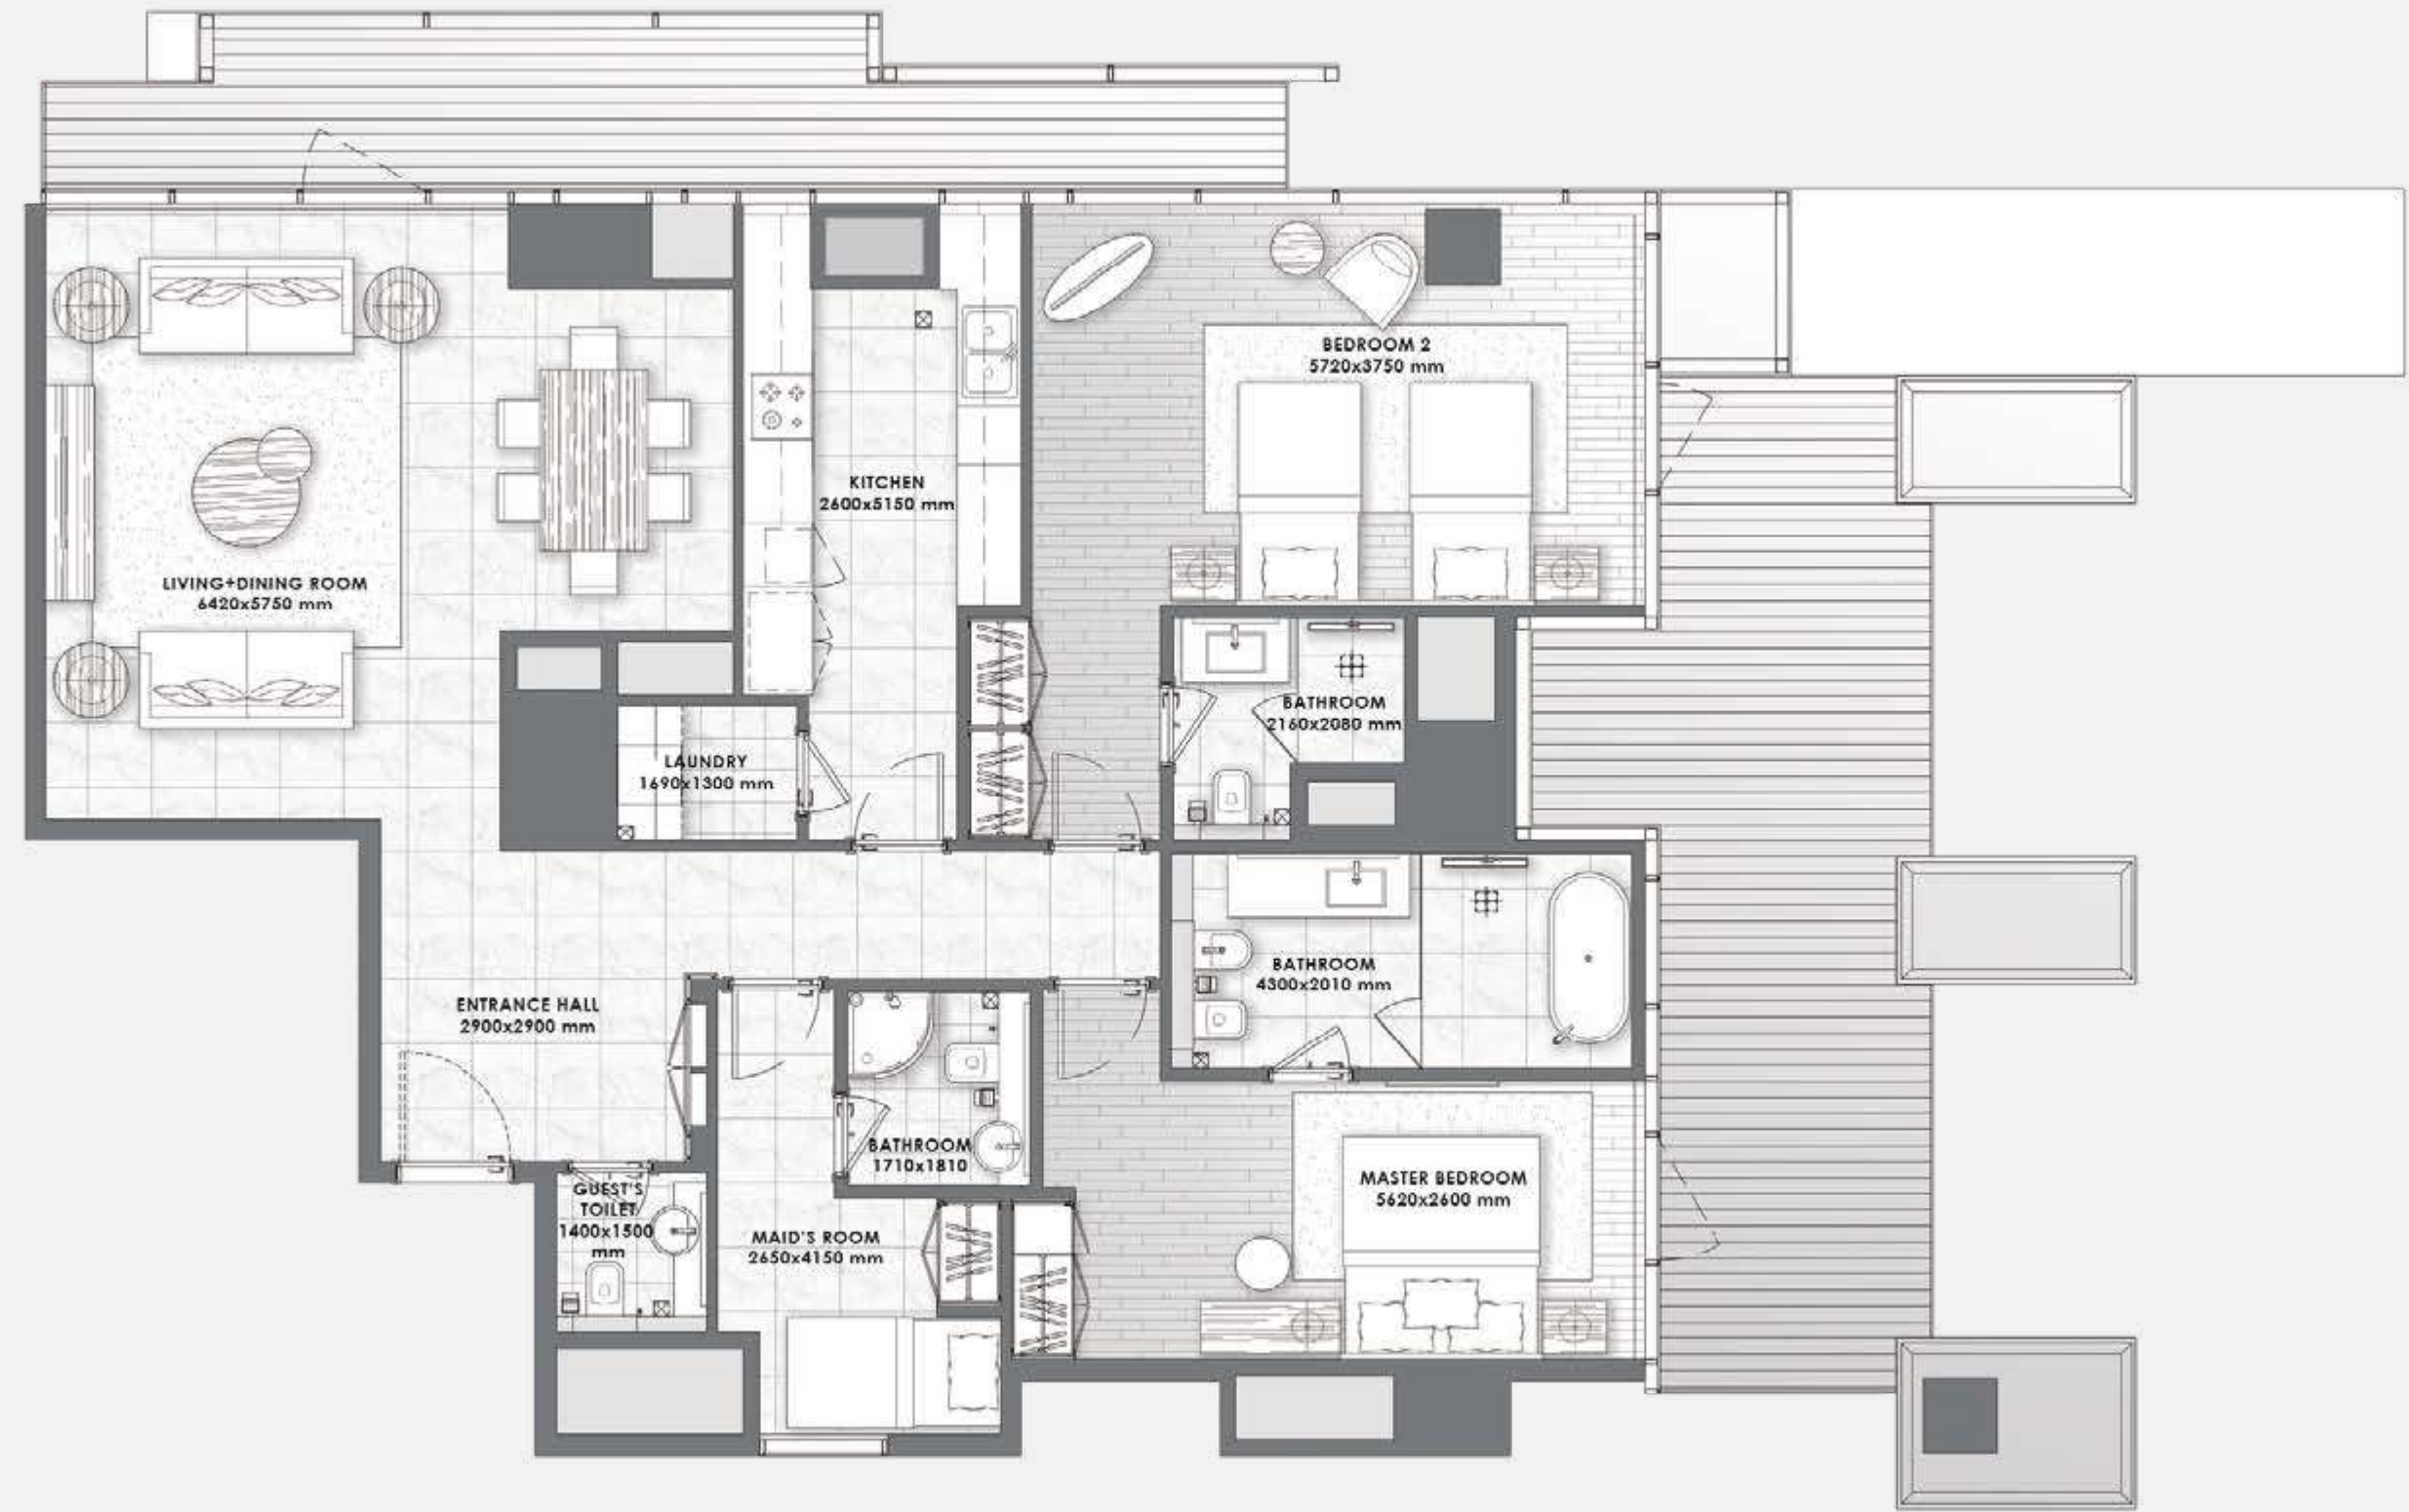 BEDROOM 2
5720x3750 mm
KITCHEN
2600x5150 mm
LIVING+DINING ROOM
6420x5750 mm
BATHROOM
2160x2080 mm
LAUNDRY
1690x1300 mm
BATHROOM
4300x2010 mm
ENTRANCE HALL
2900x2900 mm
BATHROOM
1710x1810
MASTER BEDROOM
5620x2600 mm
GUEST'S
TOILET
1400x1500
mm
MAID'S ROOM
2650x4150 mm